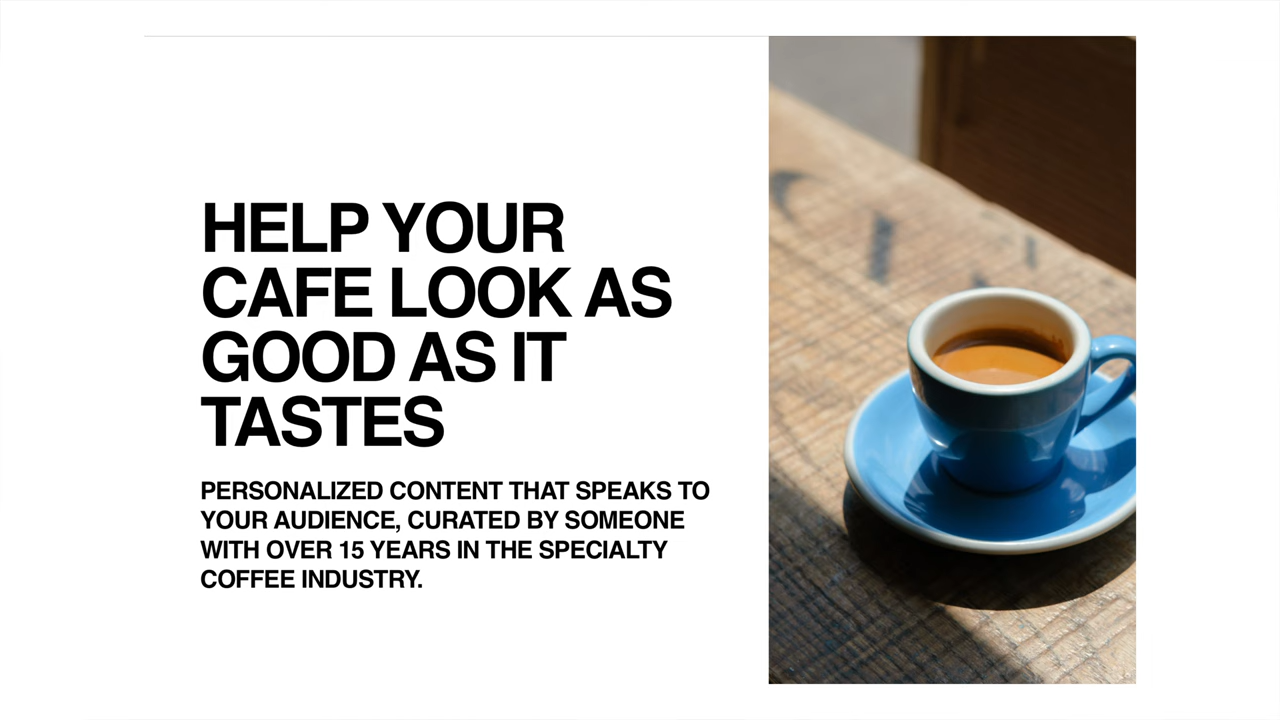 HELP YOUR
CAFE LOOK AS
GOOD AS IT
TASTES
PERSONALIZED CONTENT THAT SPEAKS TO
YOUR AUDIENCE, CURATED BY SOMEONE
WITH OVER 15 YEARS IN THE SPECIALTY
COFFEE INDUSTRY.